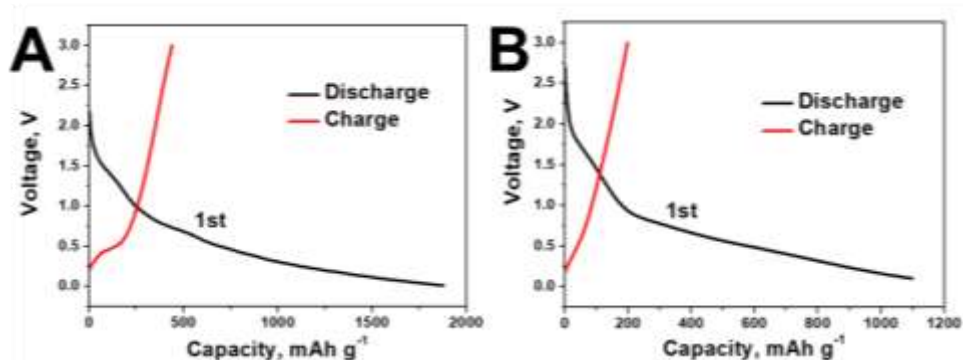 A
3.0
2.5
2.0
1.5
1.0
0.5
0.0
Voltage, V
Discharge
Charge
1st
0
500
1000
1500
2000
Capacity, mAh g⁻¹
B
3.0
2.5
2.0
1.5
1.0
0.5
0.0
Voltage, V
Discharge
Charge
1st
0
200
400
600
800
1000
1200
Capacity, mAh g⁻¹